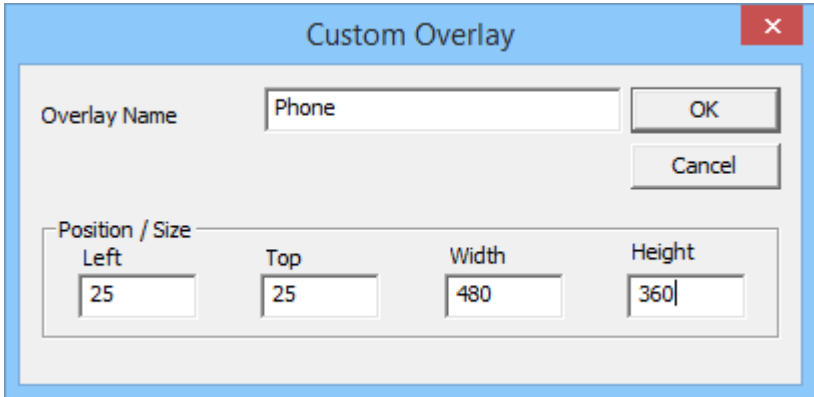 Custom Overlay
Overlay Name Phone OK
Cancel
Position / Size
Left Top Width Height
25 25 480 360